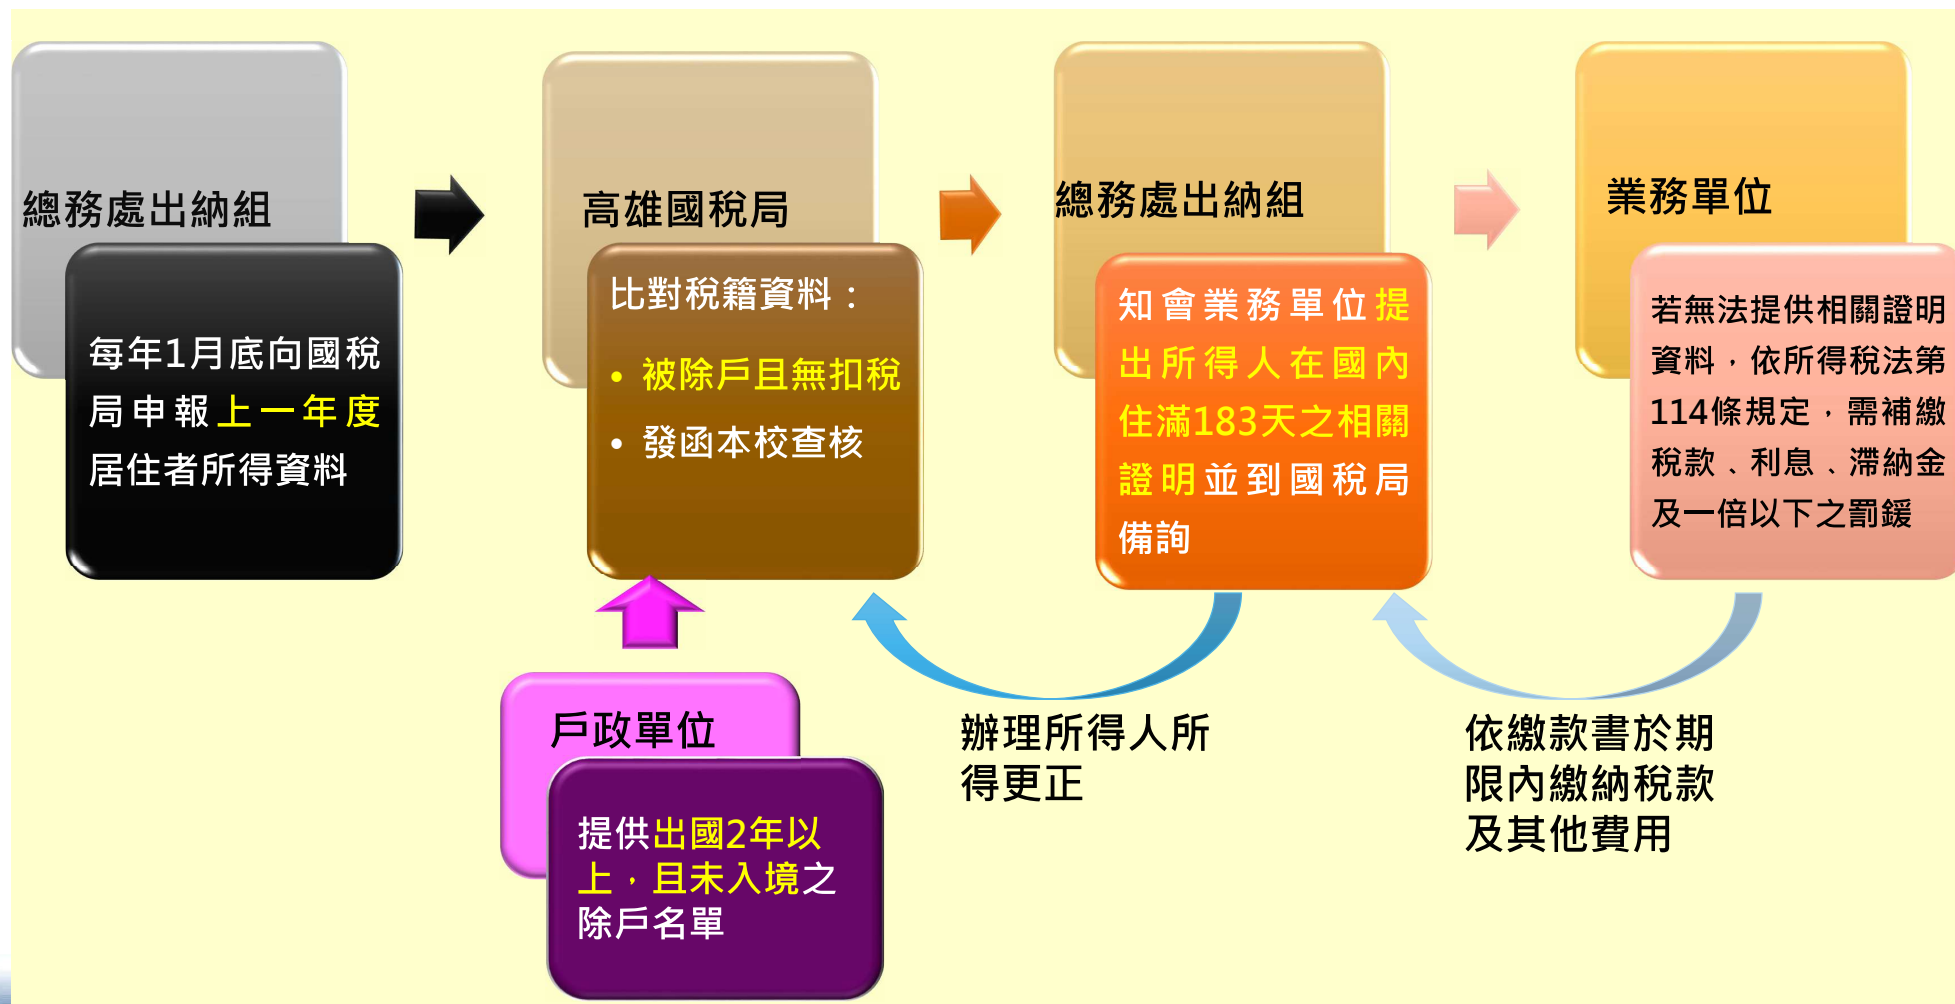 總務處出納組
每年1月底向國稅
局申報上一年度
居住者所得資料
高雄國稅局
比對稅籍資料：
• 被除戶且無扣稅
• 發函本校查核
總務處出納組
知會業務單位提
出所得人在國內
住滿183天之相關
證明並到國稅局
備詢
業務單位
若無法提供相關證明
資料，依所得稅法第
114條規定，需補繳
稅款、利息、滯納金
及一倍以下之罰鍰
戶政單位
提供出國2年以
上，且未入境之
除戶名單
辦理所得人所
得更正
依繳款書於期
限內繳納稅款
及其他費用